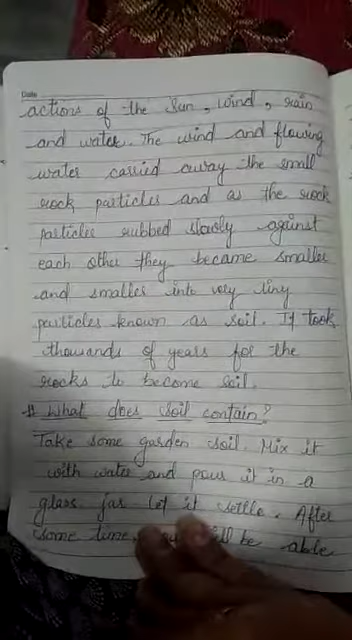 Date
actions of the Sun, wind, rain
and water. The wind and flowing
water carried away the small
rock particles and as the rock
particles rubbed slowly against
each other they became smaller
and smaller into very tiny
particles known as soil. It took
thousands of years for the
rocks to become soil.
# What does soil contain?
Take some garden soil. Mix it
with water and pour it in a
glass jar let it settle. After
some time, will be able